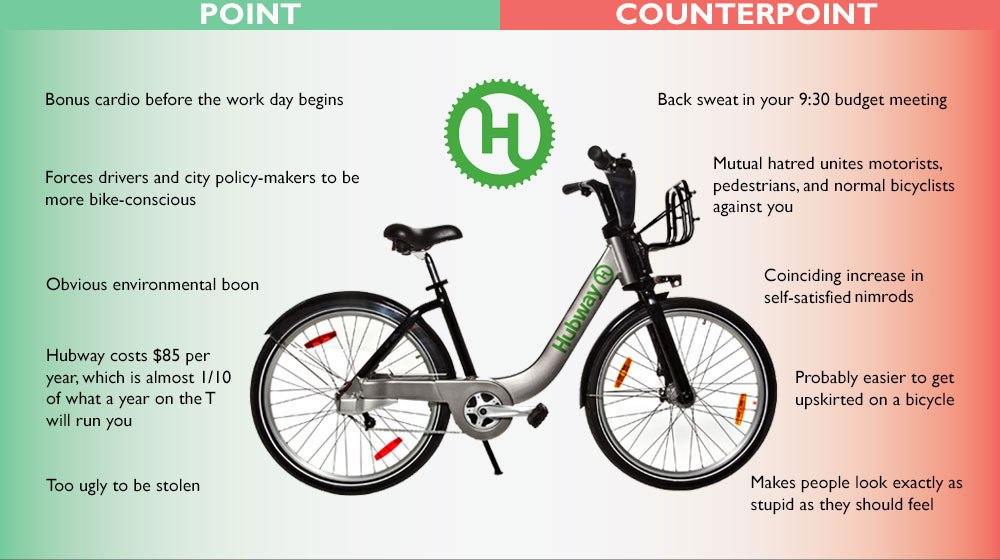 POINT
COUNTERPOINT
Bonus cardio before the work day begins
Forces drivers and city policy-makers to be
more bike-conscious
Obvious environmental boon
Hubway costs $85 per
year, which is almost 1/10
of what a year on the T
will run you
Too ugly to be stolen
H
Hubway H
Back sweat in your 9:30 budget meeting
Mutual hatred unites motorists,
pedestrians, and normal bicyclists
against you
Coinciding increase in
self-satisfied nimrods
Probably easier to get
upskirted on a bicycle
Makes people look exactly as
stupid as they should feel